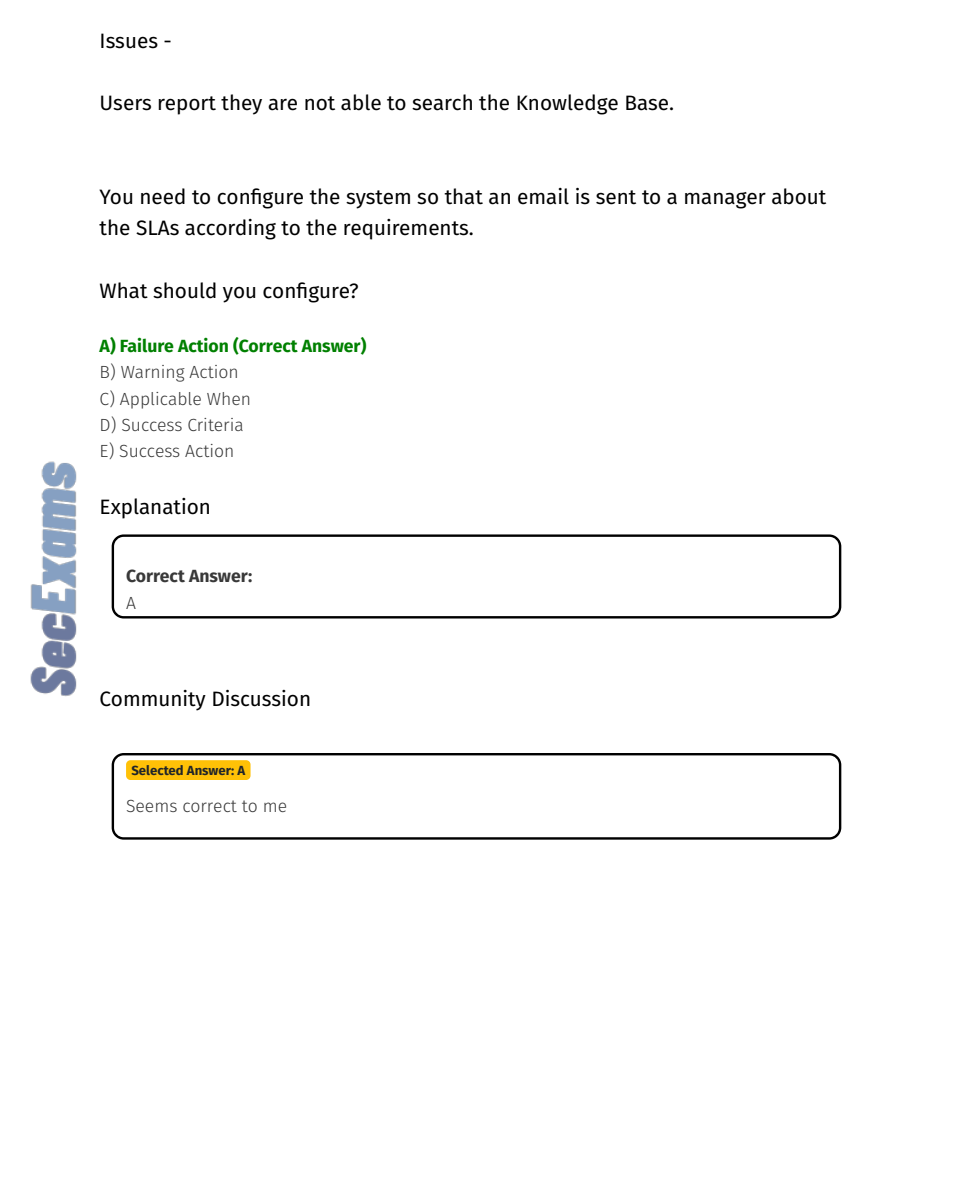 Issues -
Users report they are not able to search the Knowledge Base.
You need to configure the system so that an email is sent to a manager about
the SLAs according to the requirements.
What should you configure?
A) Failure Action (Correct Answer)
B) Warning Action
C) Applicable When
D) Success Criteria
E) Success Action
SecExams
Explanation
Correct Answer:
A
Community Discussion
Selected Answer: A
Seems correct to me